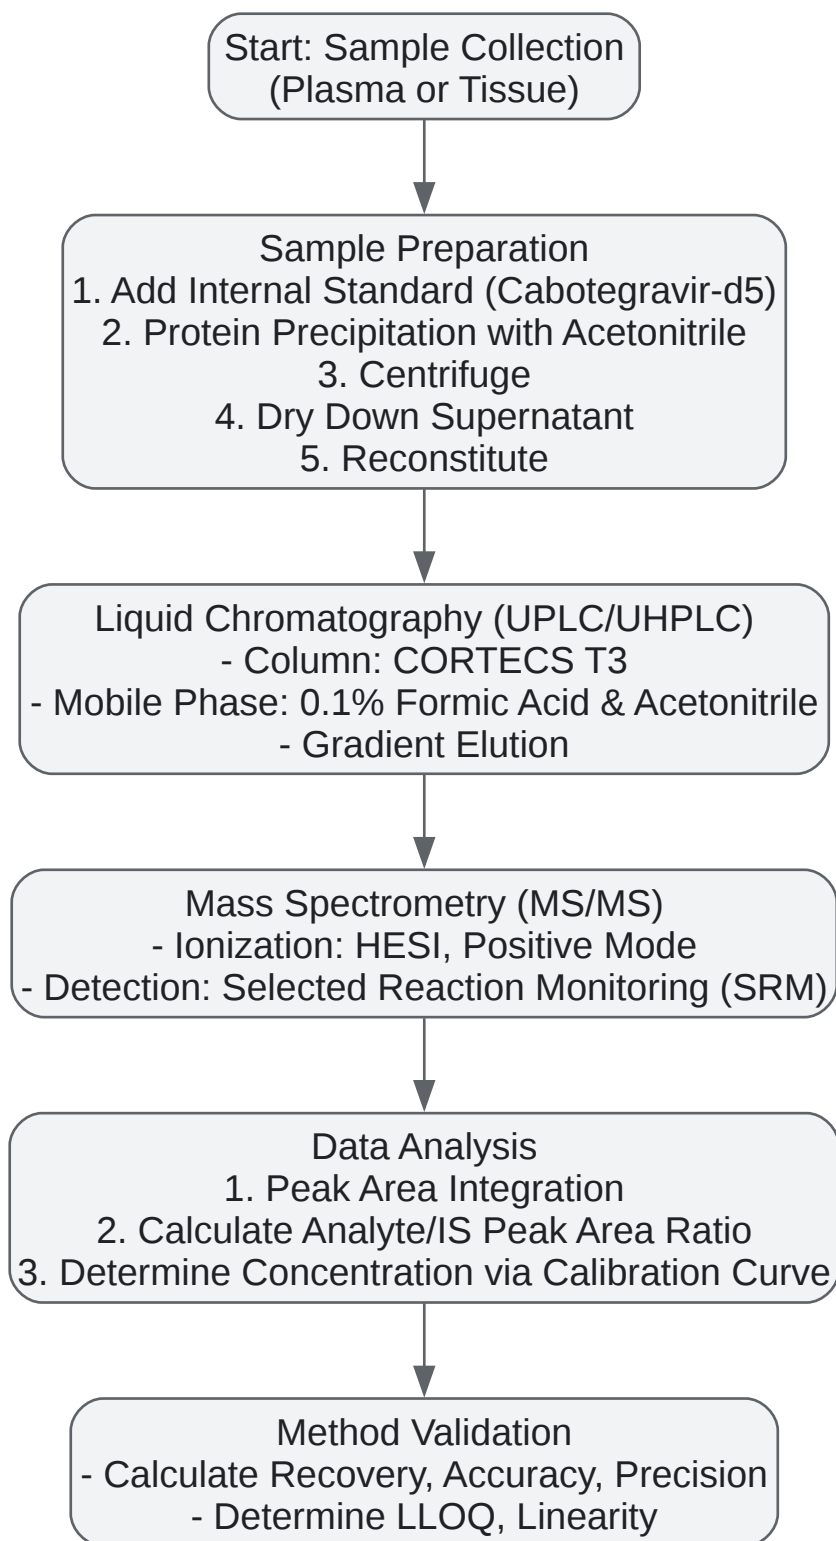 Start: Sample Collection
(Plasma or Tissue)
Sample Preparation
1. Add Internal Standard (Cabotegravir-d5)
2. Protein Precipitation with Acetonitrile
3. Centrifuge
4. Dry Down Supernatant
5. Reconstitute
Liquid Chromatography (UPLC/UHPLC)
- Column: CORTECS T3
- Mobile Phase: 0.1% Formic Acid & Acetonitrile
- Gradient Elution
Mass Spectrometry (MS/MS)
- Ionization: HESI, Positive Mode
- Detection: Selected Reaction Monitoring (SRM)
Data Analysis
1. Peak Area Integration
2. Calculate Analyte/IS Peak Area Ratio
3. Determine Concentration via Calibration Curve
Method Validation
- Calculate Recovery, Accuracy, Precision
- Determine LLOQ, Linearity